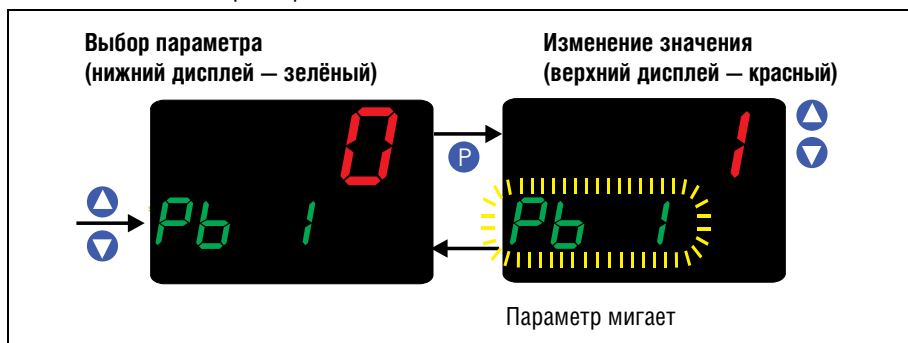 Выбор параметра
(нижний дисплей — зелёный)
Изменение значения
(верхний дисплей — красный)
0
Pb 1
P
1
Pb 1
Параметр мигает